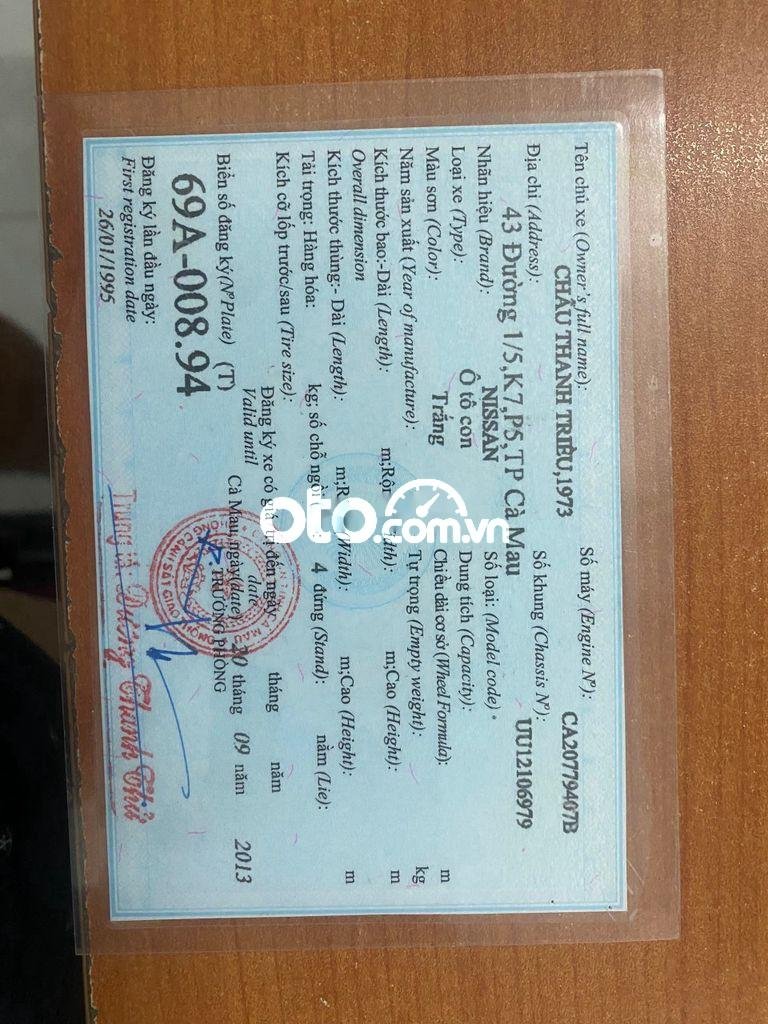 Tên chủ xe (Owner's full name): Số máy (Engine Nº):
CHÂU THANH TRIỀU,1973 CA20779407B
Địa chỉ (Address): Số khung (Chassis Nº):
43 Đường 1/5,K7,P5,TP Cà Mau UU12106979
Nhãn hiệu (Brand): NISSAN Số loại: (Model code)
Loại xe (Type): Ô tô con Dung tích (Capacity):
Màu sơn (Color): Trắng Chiều dài cơ sở (Wheel Formula): m
Năm sản xuất (Year of manufacture): Tự trọng (Empty weight): kg
Kích thước bao:-Dài (Length): m;Rộ m;Cao (Height): m
Overall dimension
Kích thước thùng:- Dài (Length): m;R Width): m;Cao (Height): m
Tải trọng: Hàng hóa: kg; số chỗ ngồi 4 đứng (Stand): nằm (Lie):
Kích cỡ lốp trước/sau (Tire size):
Đăng ký xe có giá trị đến ngày tháng năm
Valid until date
Biển số đăng ký(NºPlate) (T) Cà Mau,ngày(date) 20 tháng 09 năm 2013
69A-008.94
TRƯỞNG PHÒNG
Đăng ký lần đầu ngày:
First registration date
26/01/1995
oto.com.vn